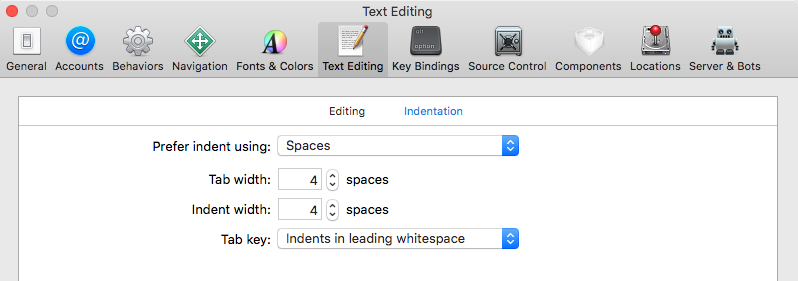 Text Editing
General Accounts Behaviors Navigation Fonts & Colors Text Editing Key Bindings Source Control Components Locations Server & Bots
Editing Indentation
Prefer indent using: Spaces
Tab width: 4 spaces
Indent width: 4 spaces
Tab key: Indents in leading whitespace